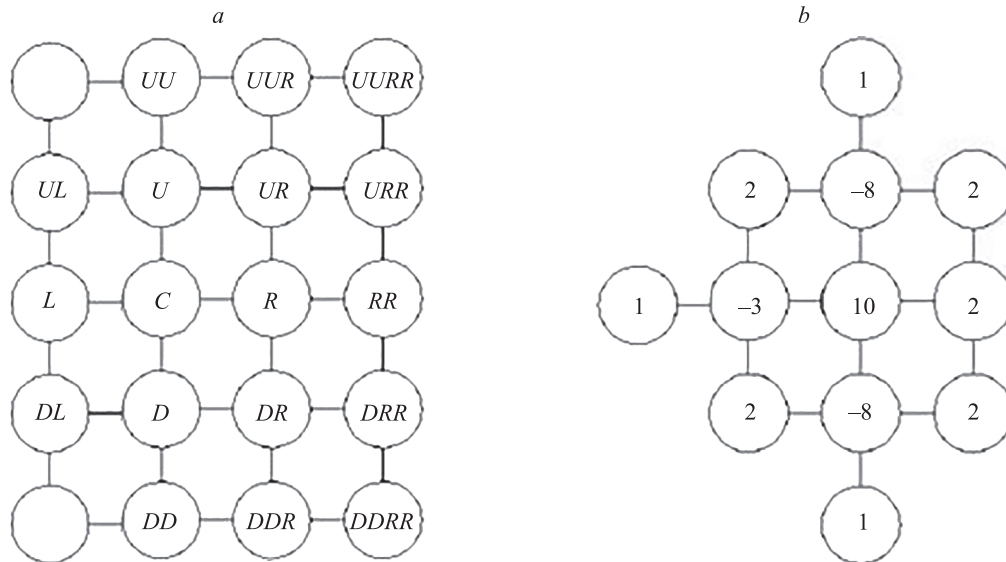 a b
UU UUR UURR 1
UL U UR URR 2 –8 2
L C R RR 1 –3 10 2
DL D DR DRR 2 –8 2
DD DDR DDRR 1